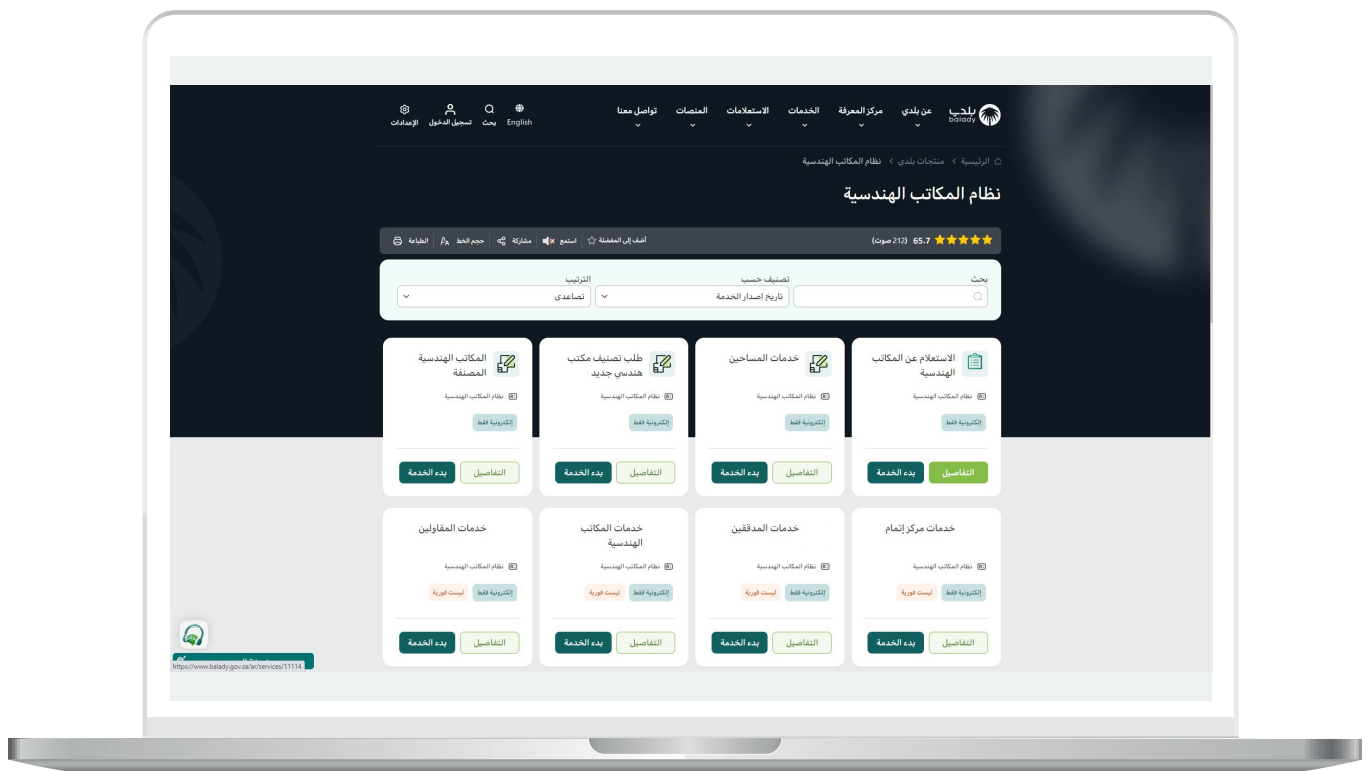 بلدي
balady
عن بلدي
مركز المعرفة
الخدمات
الاستعلامات
المنصات
تواصل معنا
English
بحث
تسجيل الدخول
الإعدادات
الرئيسية > منتجات بلدي > نظام المكاتب الهندسية
نظام المكاتب الهندسية
65.7 (212 صوت)
أضف إلى المفضلة
استمع
مشاركة
حجم الخط
الطباعة
بحث
تصنيف حسب
الترتيب
تاريخ اصدار الخدمة
تصاعدى
الاستعلام عن المكاتب
الهندسية
نظام المكاتب الهندسية
إلكترونية فقط
التفاصيل
بدء الخدمة
خدمات المساحين
نظام المكاتب الهندسية
إلكترونية فقط
التفاصيل
بدء الخدمة
طلب تصنيف مكتب
هندسي جديد
نظام المكاتب الهندسية
إلكترونية فقط
التفاصيل
بدء الخدمة
المكاتب الهندسية
المصنفة
نظام المكاتب الهندسية
إلكترونية فقط
التفاصيل
بدء الخدمة
خدمات مركز إتمام
نظام المكاتب الهندسية
إلكترونية فقط
ليست فورية
التفاصيل
بدء الخدمة
خدمات المدققين
نظام المكاتب الهندسية
إلكترونية فقط
ليست فورية
التفاصيل
بدء الخدمة
خدمات المكاتب
الهندسية
نظام المكاتب الهندسية
إلكترونية فقط
ليست فورية
التفاصيل
بدء الخدمة
خدمات المقاولين
نظام المكاتب الهندسية
إلكترونية فقط
ليست فورية
التفاصيل
بدء الخدمة
https://www.balady.gov.sa/ar/services/11114